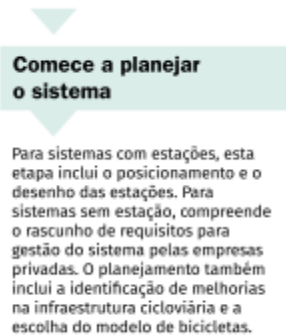 Comece a planejar
o sistema
Para sistemas com estações, esta
etapa inclui o posicionamento e o
desenho das estações. Para
sistemas sem estação, compreende
o rascunho de requisitos para
gestão do sistema pelas empresas
privadas. O planejamento também
inclui a identificação de melhorias
na infraestrutura cicloviária e a
escolha do modelo de bicicletas.